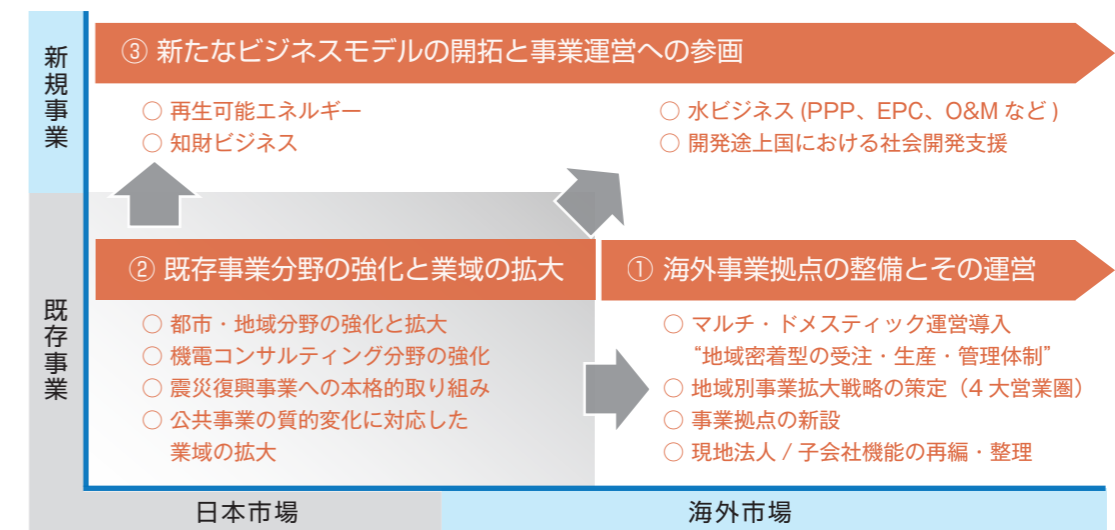 新規事業
③ 新たなビジネスモデルの開拓と事業運営への参画
○ 再生可能エネルギー
○ 知財ビジネス
○ 水ビジネス (PPP、EPC、O&M など )
○ 開発途上国における社会開発支援
既存事業
② 既存事業分野の強化と業域の拡大
○ 都市・地域分野の強化と拡大
○ 機電コンサルティング分野の強化
○ 震災復興事業への本格的取り組み
○ 公共事業の質的変化に対応した
業域の拡大
① 海外事業拠点の整備とその運営
○ マルチ・ドメスティック運営導入
“地域密着型の受注・生産・管理体制”
○ 地域別事業拡大戦略の策定（4 大営業圏）
○ 事業拠点の新設
○ 現地法人 / 子会社機能の再編・整理
日本市場
海外市場